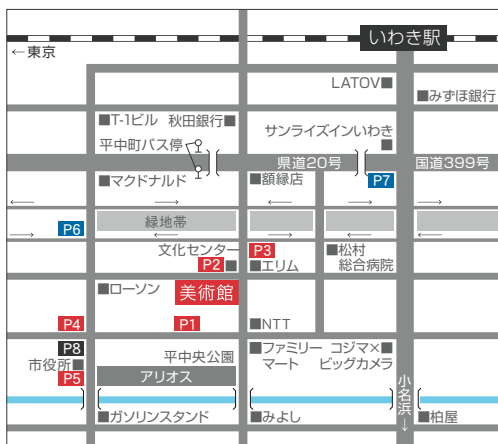 いわき駅
←東京
LATOV■
■みずほ銀行
■T-1ビル 秋田銀行■
平中町バス停
サンライズインいわき
■
県道20号
国道399号
■マクドナルド
■額縁店
P7
緑地帯
P6
文化センター
P2■
P3
■エリム
■松村
総合病院
■ローソン
美術館
P4
P1
■NTT
P8
市役所■
P5
平中央公園
アリオス
■ファミリー
マート
コジマ×■
ビッグカメラ
小名浜↓
■ガソリンスタンド
■みよし
■柏屋